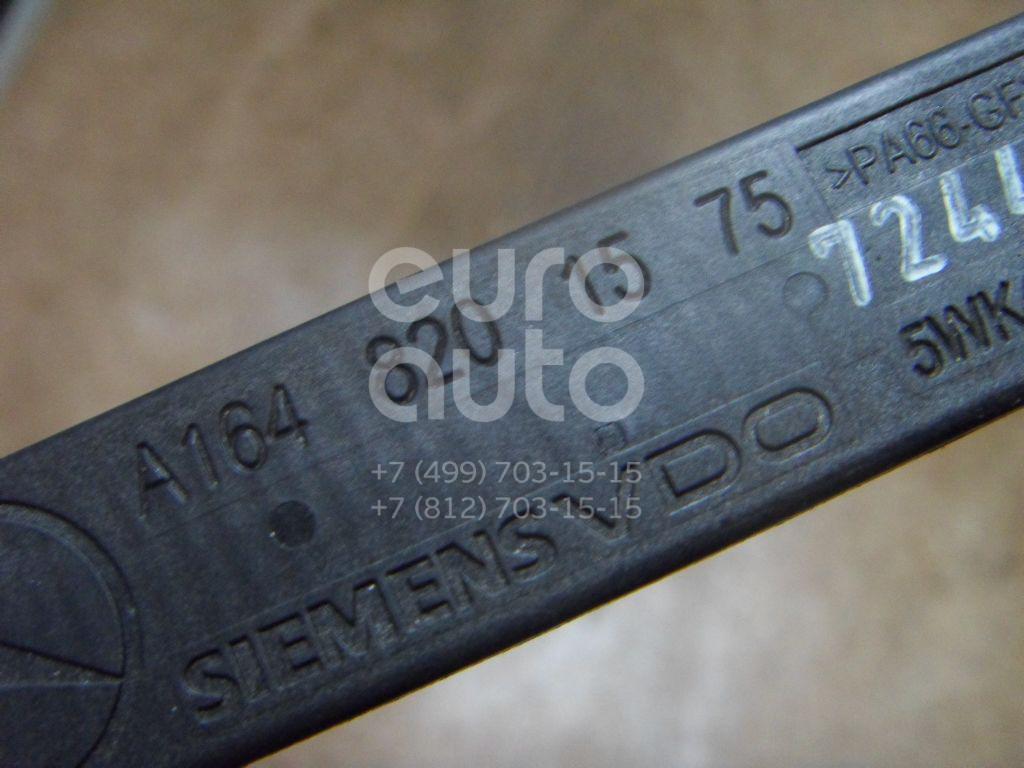 >PA66-GF
A164 820 15 75
724
5WK
SIEMENS VDO
euro
auto
+7 (499) 703-15-15
+7 (812) 703-15-15